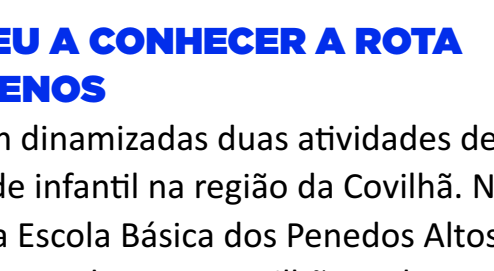 EU A CONHECER A ROTA
ENOS
dinamizadas duas atividades de
de infantil na região da Covilhã. N
a Escola Básica dos Penedos Altos